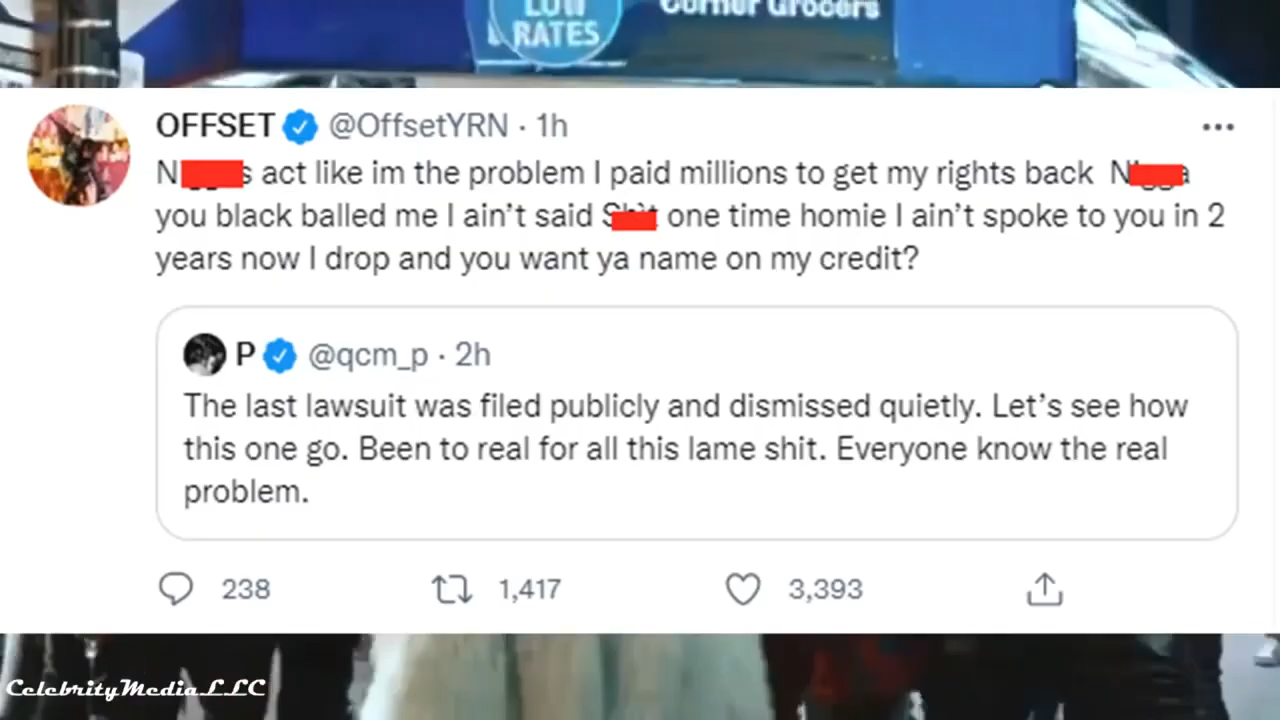 LOW
RATES
Corner Grocers
OFFSET @OffsetYRN · 1h
N s act like im the problem I paid millions to get my rights back Nigga
you black balled me I ain't said S t one time homie I ain't spoke to you in 2
years now I drop and you want ya name on my credit?
P @qcm_p · 2h
The last lawsuit was filed publicly and dismissed quietly. Let's see how
this one go. Been to real for all this lame shit. Everyone know the real
problem.
238 1,417 3,393
CelebrityMediaLLC